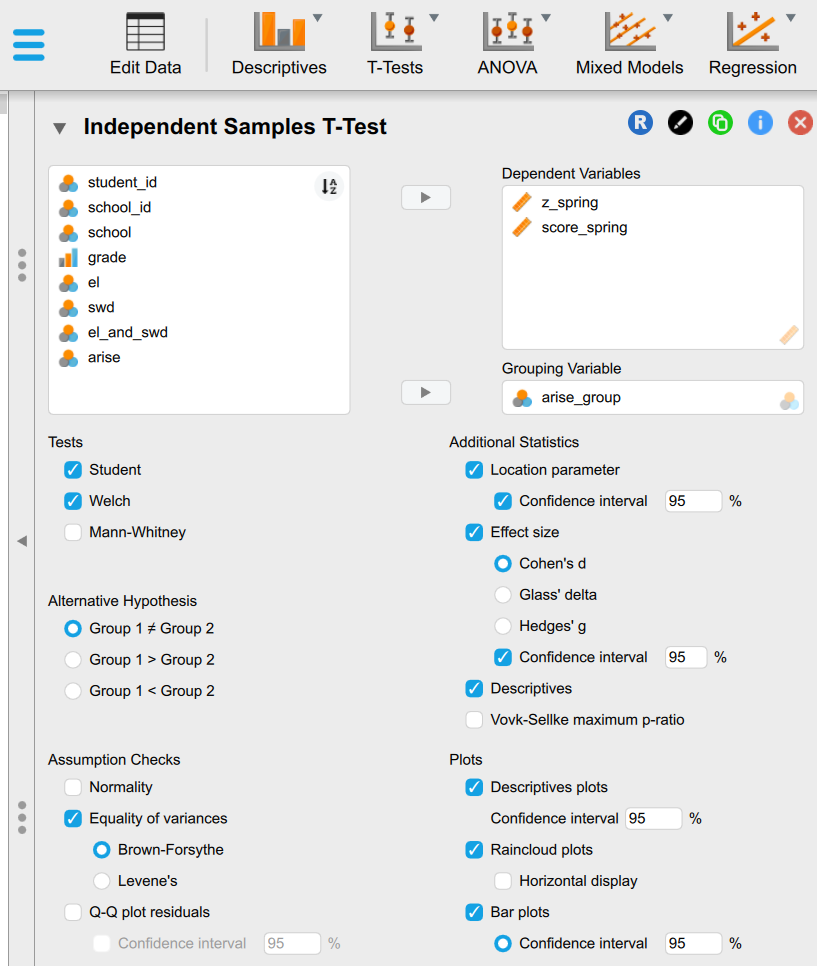 Edit Data
Descriptives
T-Tests
ANOVA
Mixed Models
Regression
Independent Samples T-Test
R
i
student_id
school_id
school
grade
el
swd
el_and_swd
arise
A
Z
Dependent Variables
z_spring
score_spring
Grouping Variable
arise_group
Tests
Student
Welch
Mann-Whitney
Alternative Hypothesis
Group 1 ≠ Group 2
Group 1 > Group 2
Group 1 < Group 2
Additional Statistics
Location parameter
Confidence interval 95 %
Effect size
Cohen's d
Glass' delta
Hedges' g
Confidence interval 95 %
Descriptives
Vovk-Sellke maximum p-ratio
Assumption Checks
Normality
Equality of variances
Brown-Forsythe
Levene's
Q-Q plot residuals
Confidence interval 95 %
Plots
Descriptives plots
Confidence interval 95 %
Raincloud plots
Horizontal display
Bar plots
Confidence interval 95 %